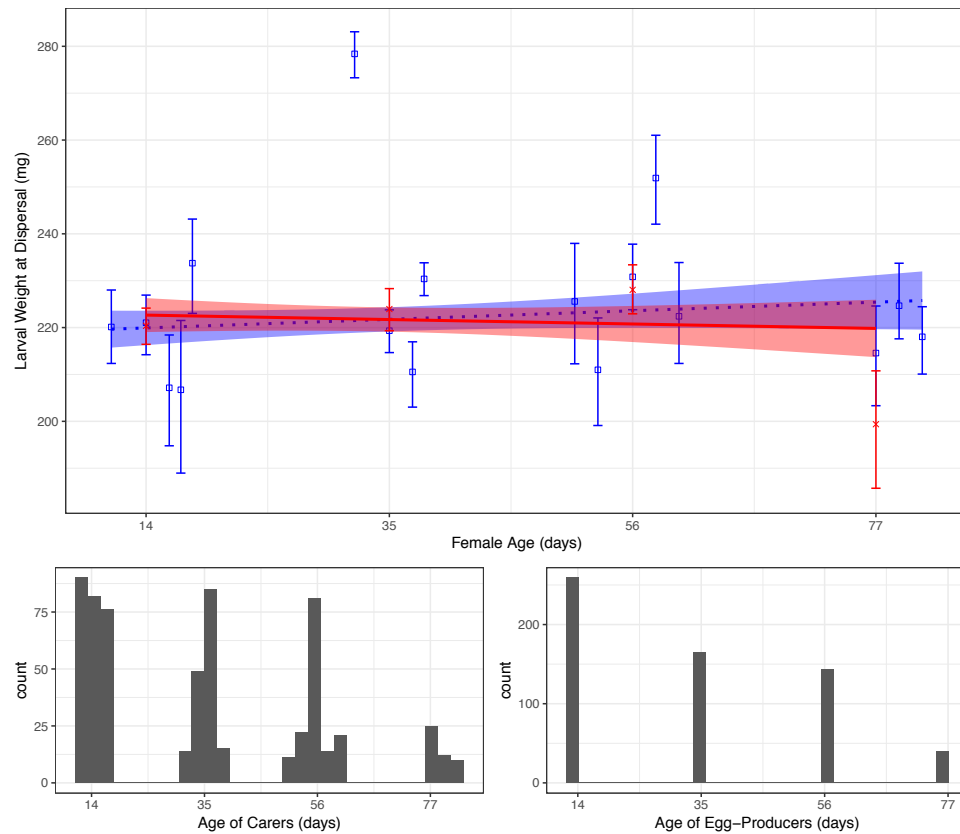 280
260
240
220
200
Larval Weight at Dispersal (mg)
14 35 56 77
Female Age (days)
75
50
25
0
count
14 35 56 77
Age of Carers (days)
200
100
0
count
14 35 56 77
Age of Egg−Producers (days)